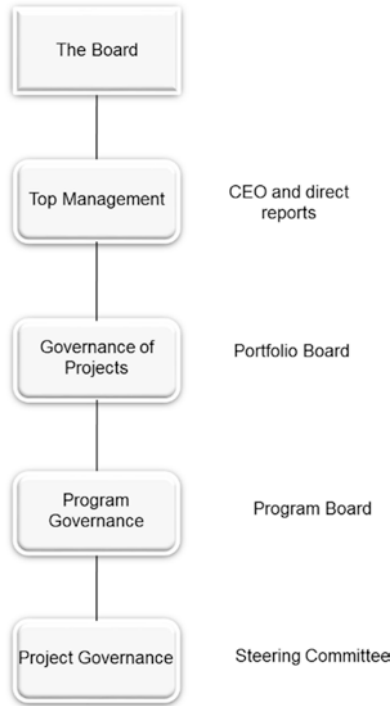 The Board
Top Management
CEO and direct
reports
Governance of
Projects
Portfolio Board
Program
Governance
Program Board
Project Governance
Steering Committee